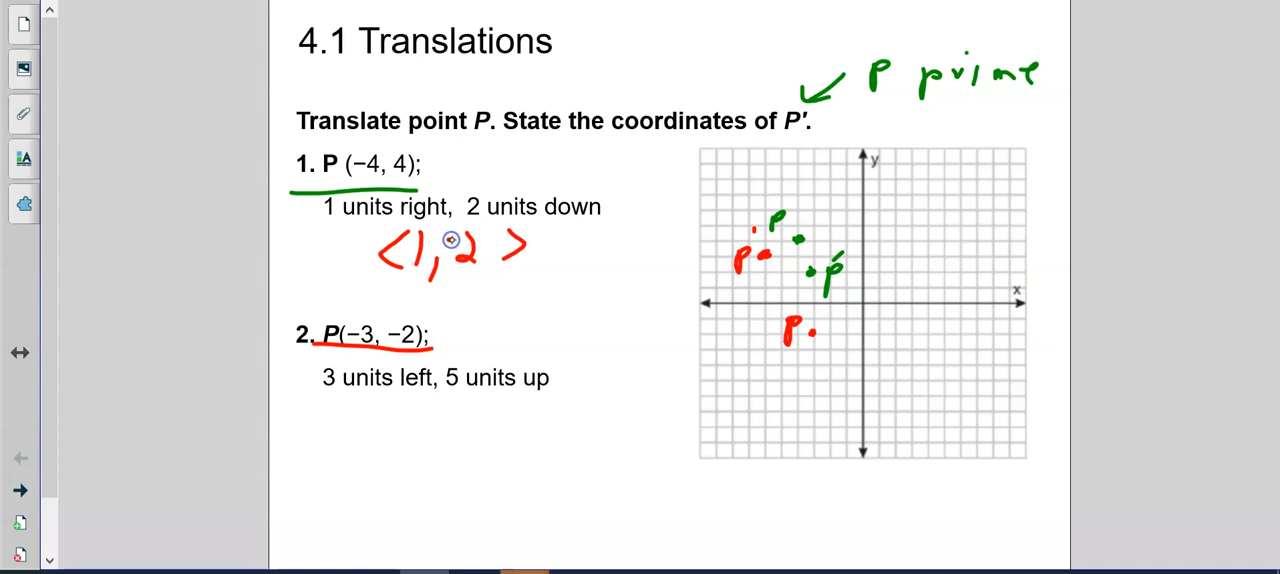 4.1 Translations
P prime
Translate point P. State the coordinates of P'.
1. P (−4, 4);
1 units right, 2 units down
<1, 2 >
2. P(−3, −2);
3 units left, 5 units up
y
P
P
P'
x
P